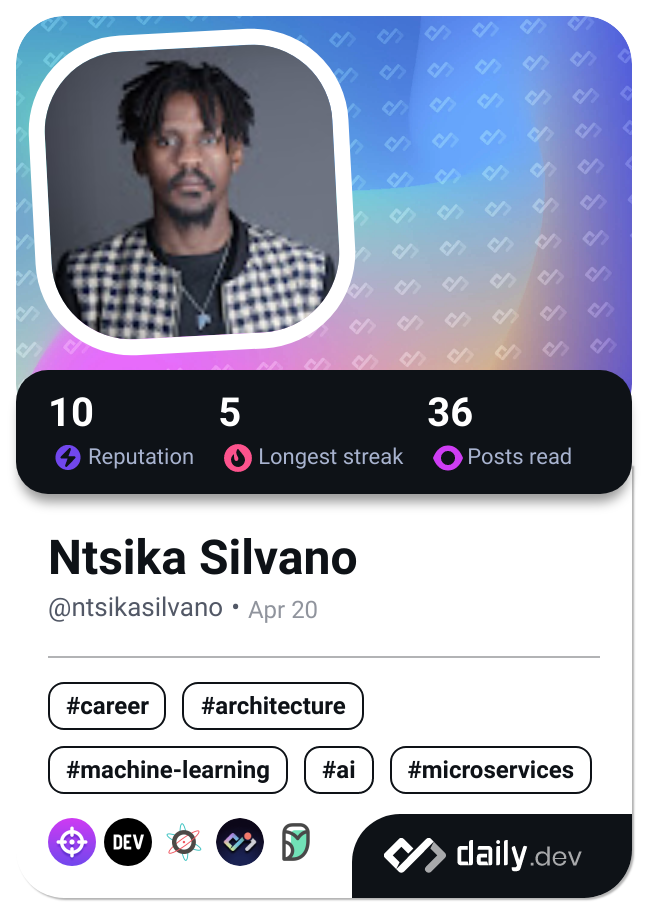 10 5 36
Reputation Longest streak Posts read
Ntsika Silvano
@ntsikasilvano • Apr 20
#career #architecture
#machine-learning #ai #microservices
DEV
daily.dev